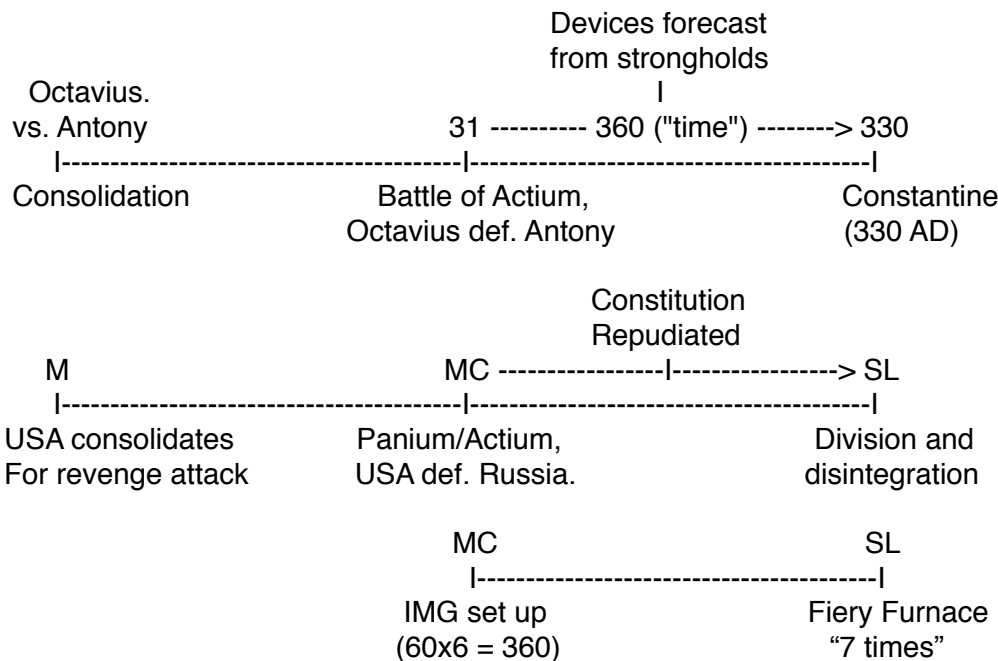 Devices forecast
from strongholds
Octavius.
vs. Antony
31 ---------- 360 ("time") --------> 330
Consolidation
Battle of Actium,
Octavius def. Antony
Constantine
(330 AD)
Constitution
Repudiated
M
MC -----------------|-----------------> SL
USA consolidates
For revenge attack
Panium/Actium,
USA def. Russia.
Division and
disintegration
MC
SL
IMG set up
(60x6 = 360)
Fiery Furnace
“7 times”